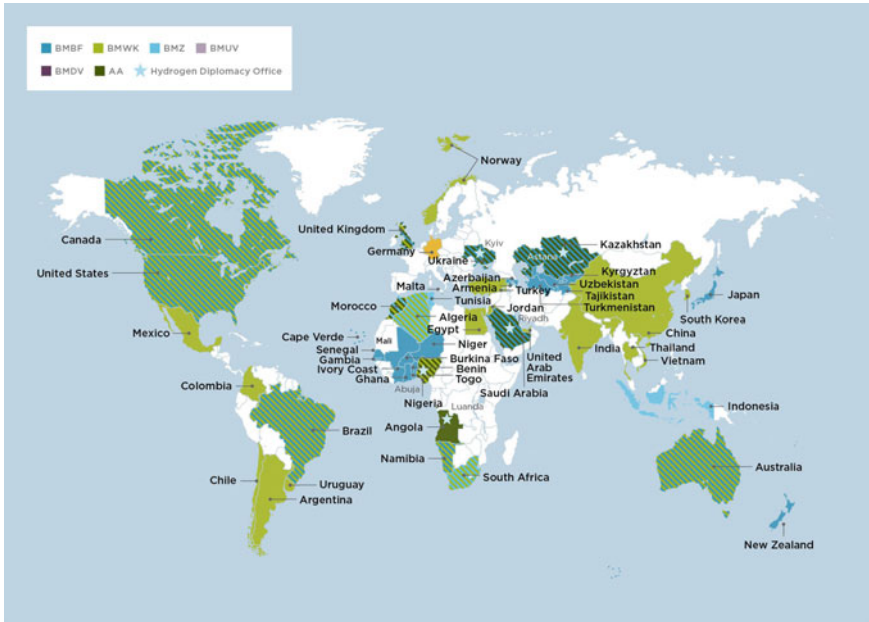 BMBF BMWK BMZ BMUV
BMDV AA Hydrogen Diplomacy Office
Norway
United Kingdom
Canada
Germany
Kyiv
Ukraine
Kazakhstan
Astana
United States
Azerbaijan
Armenia
Kyrgyztan
Uzbekistan
Malta
Turkey
Tajikistan
Japan
Morocco
Tunisia
Jordan
Turkmenistan
Algeria
Riyadh
South Korea
Mexico
Egypt
Cape Verde
China
Mali
Niger
Thailand
Senegal
India
Gambia
Burkina Faso
United
Arab
Emirates
Vietnam
Ivory Coast
Benin
Ghana
Togo
Colombia
Abuja
Saudi Arabia
Nigeria
Luanda
Indonesia
Angola
Brazil
Namibia
South Africa
Australia
Chile
Uruguay
Argentina
New Zealand